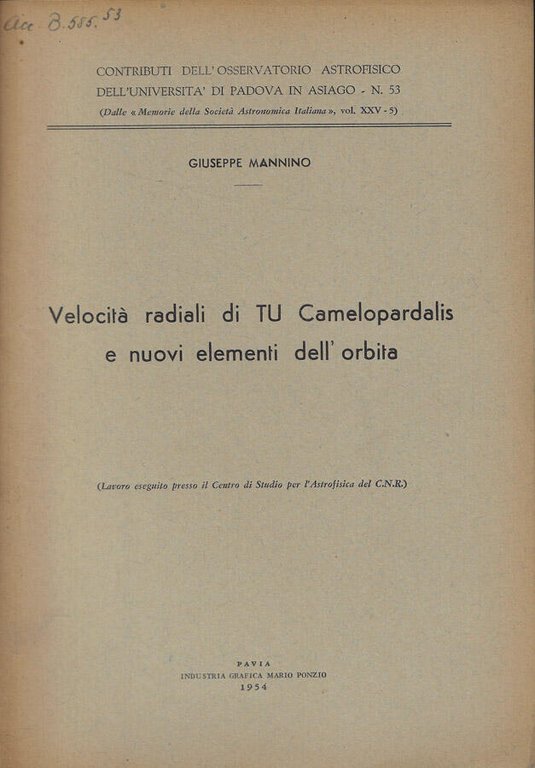 Acc B.585.53
CONTRIBUTI DELL'OSSERVATORIO ASTROFISICO
DELL'UNIVERSITA' DI PADOVA IN ASIAGO - N. 53
(Dalle « Memorie della Società Astronomica Italiana », vol. XXV - 5)
GIUSEPPE MANNINO
Velocità radiali di TU Camelopardalis
e nuovi elementi dell' orbita
(Lavoro eseguito presso il Centro di Studio per l'Astrofisica del C.N.R.)
PAVIA
INDUSTRIA GRAFICA MARIO PONZIO
1954